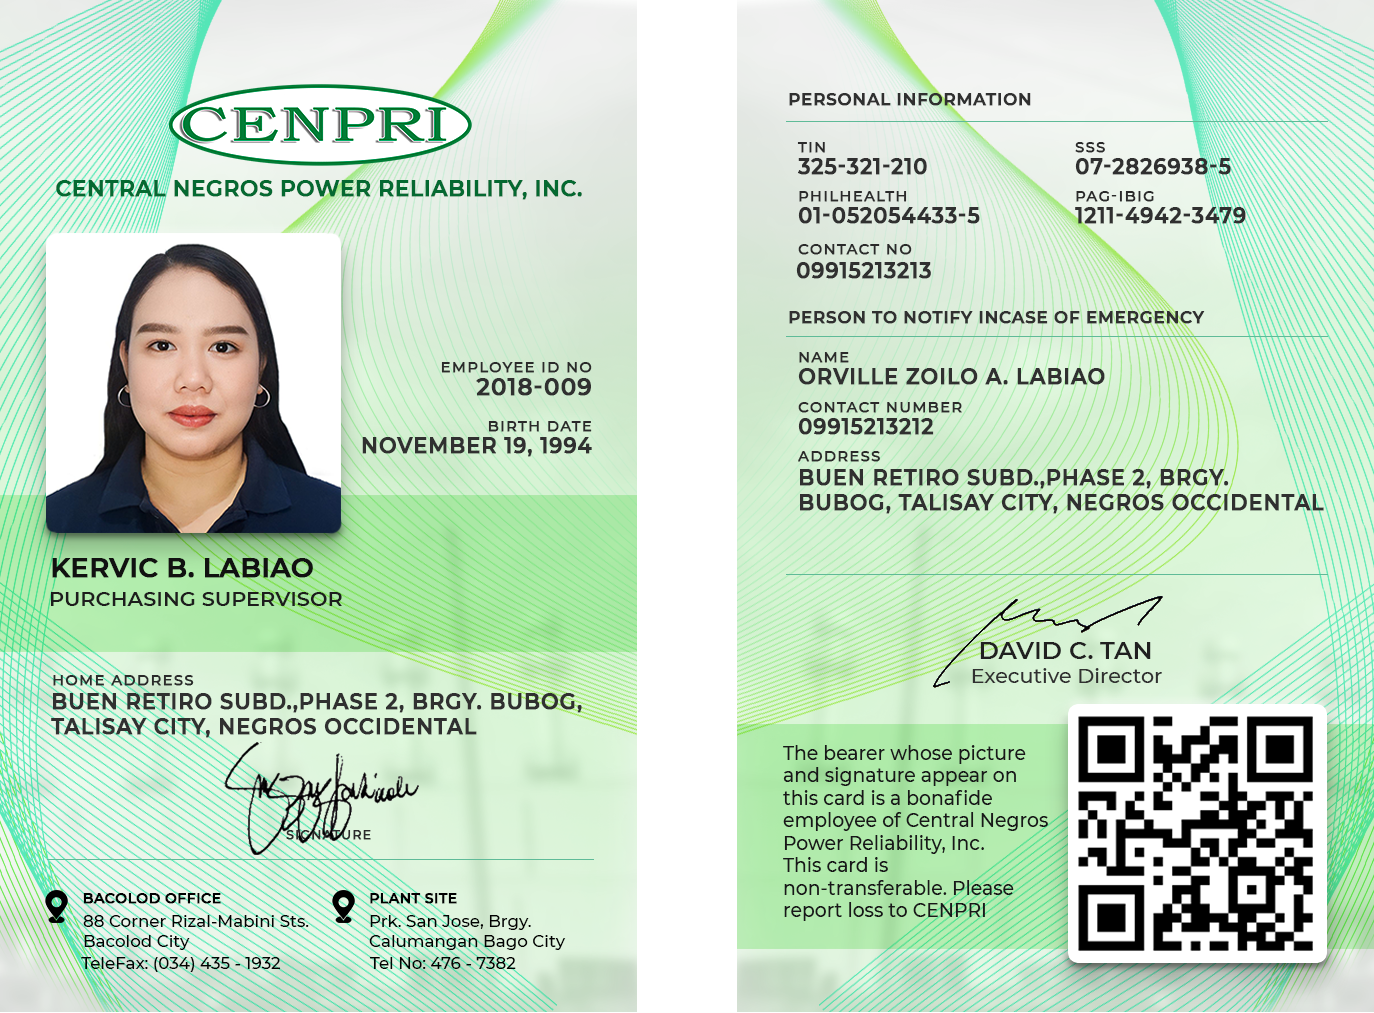 CENPRI
CENTRAL NEGROS POWER RELIABILITY, INC.
EMPLOYEE ID NO
2018-009
BIRTH DATE
NOVEMBER 19, 1994
KERVIC B. LABIAO
PURCHASING SUPERVISOR
HOME ADDRESS
BUEN RETIRO SUBD.,PHASE 2, BRGY. BUBOG,
TALISAY CITY, NEGROS OCCIDENTAL
SIGNATURE
BACOLOD OFFICE
88 Corner Rizal-Mabini Sts.
Bacolod City
TeleFax: (034) 435 - 1932
PLANT SITE
Prk. San Jose, Brgy.
Calumangan Bago City
Tel No: 476 - 7382
PERSONAL INFORMATION
TIN
325-321-210
SSS
07-2826938-5
PHILHEALTH
01-052054433-5
PAG-IBIG
1211-4942-3479
CONTACT NO
09915213213
PERSON TO NOTIFY INCASE OF EMERGENCY
NAME
ORVILLE ZOILO A. LABIAO
CONTACT NUMBER
09915213212
ADDRESS
BUEN RETIRO SUBD.,PHASE 2, BRGY.
BUBOG, TALISAY CITY, NEGROS OCCIDENTAL
DAVID C. TAN
Executive Director
The bearer whose picture
and signature appear on
this card is a bonafide
employee of Central Negros
Power Reliability, Inc.
This card is
non-transferable. Please
report loss to CENPRI